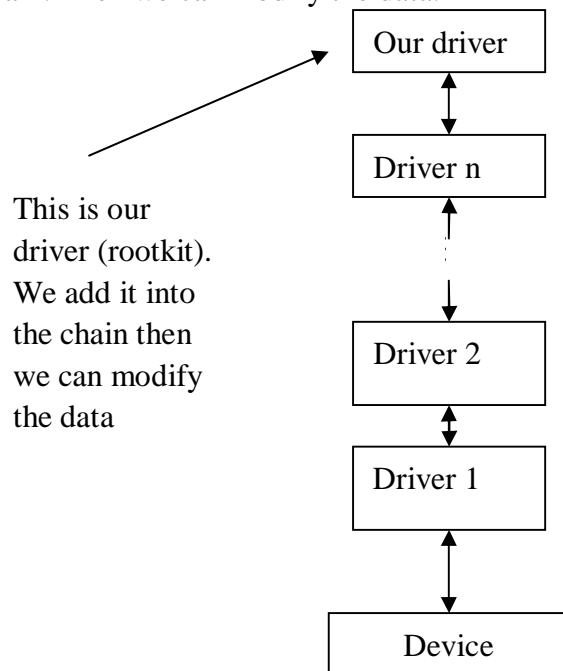 Our driver
Driver n
This is our
driver (rootkit).
We add it into
the chain then
we can modify
the data
Driver 2
Driver 1
Device